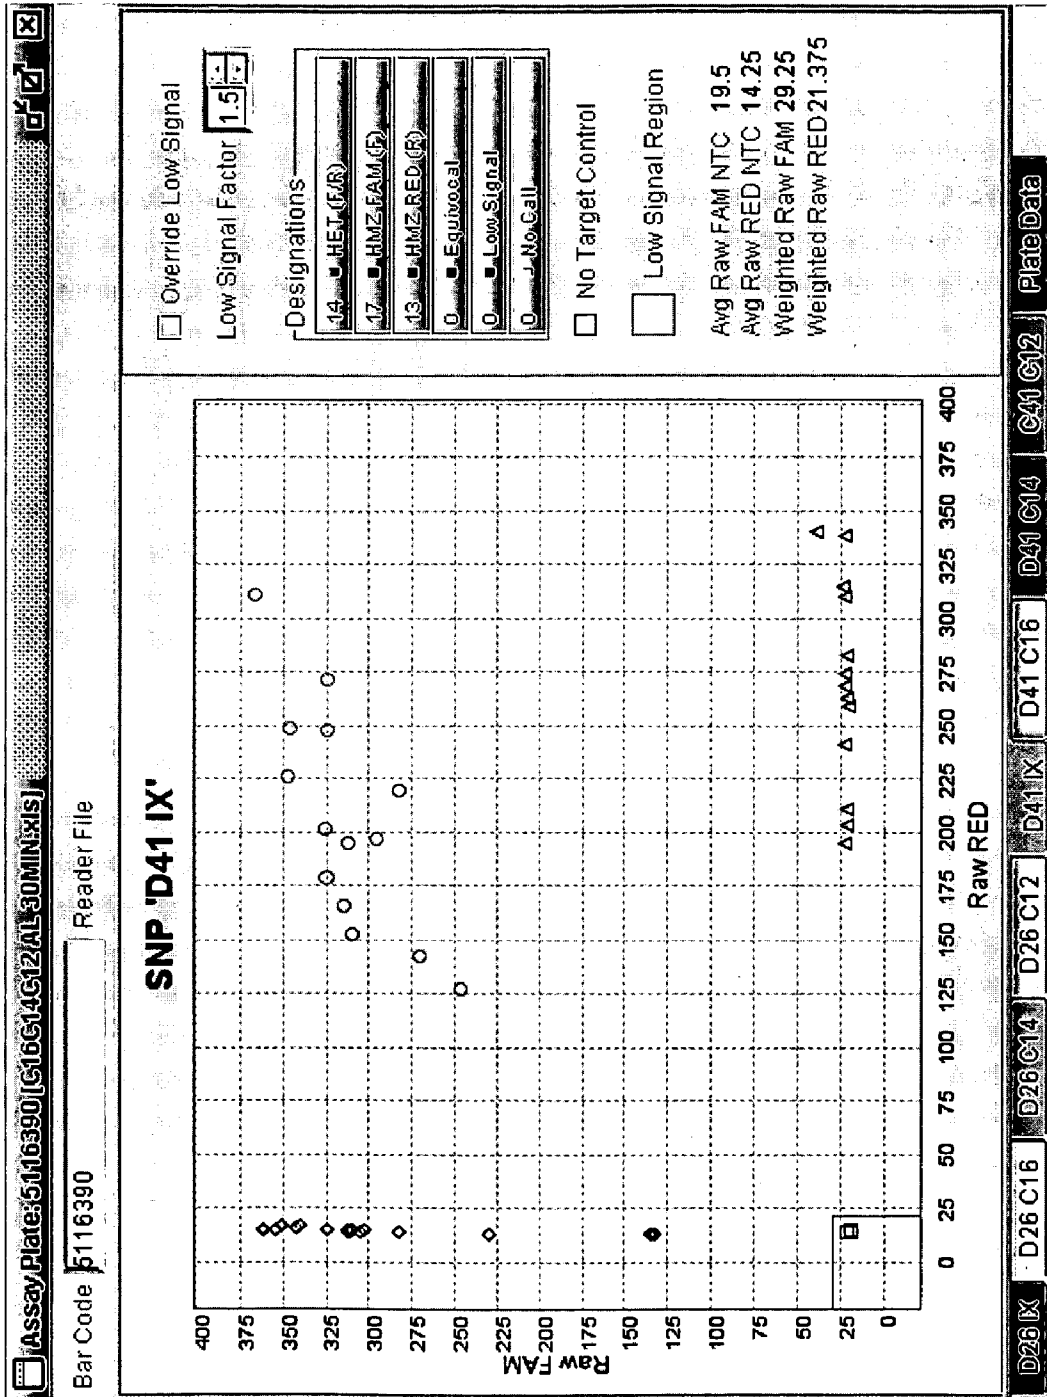 Assay Plate:5116390 [C16C14C12/AL 30MIN.xls]
Bar Code 5116390 Reader File
SNP 'D41 IX'
Raw FAM
400
375
350
325
300
275
250
225
200
175
150
125
100
75
50
25
0
0 25 50 75 100 125 150 175 200 225 250 275 300 325 350 375 400
Raw RED
Override Low Signal
Low Signal Factor 1.5
Designations
14 HET (F/R)
17 HMZ FAM (F)
13 HMZ RED (R)
0 Equivocal
0 Low Signal
0 No Call
No Target Control
Low Signal Region
Avg Raw FAM NTC 19.5
Avg Raw RED NTC 14.25
Weighted Raw FAM 29.25
Weighted Raw RED 21.375
D26 IX D26 C16 D26 C14 D26 C12 D41 IX D41 C16 D41 C14 C41 C12 Plate Data